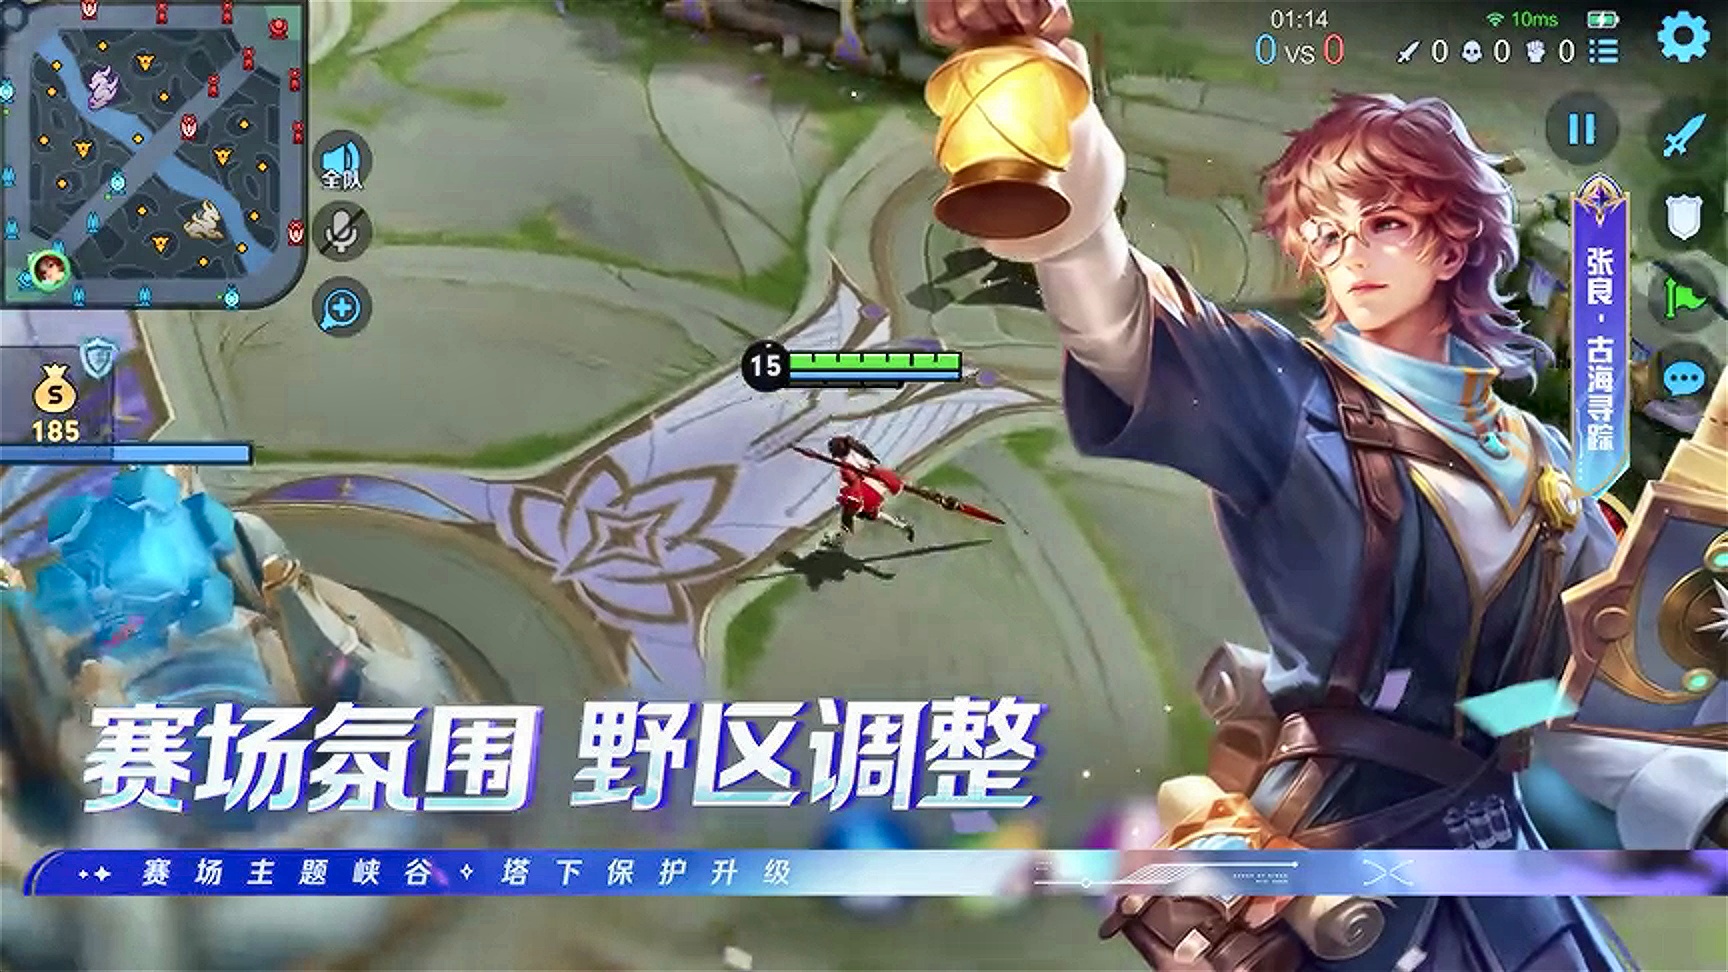 01:14
10ms
0 vs 0
0 0 0
全队
15
S
185
张良·古海寻踪
赛场氛围 野区调整
赛场主题峡谷 塔下保护升级